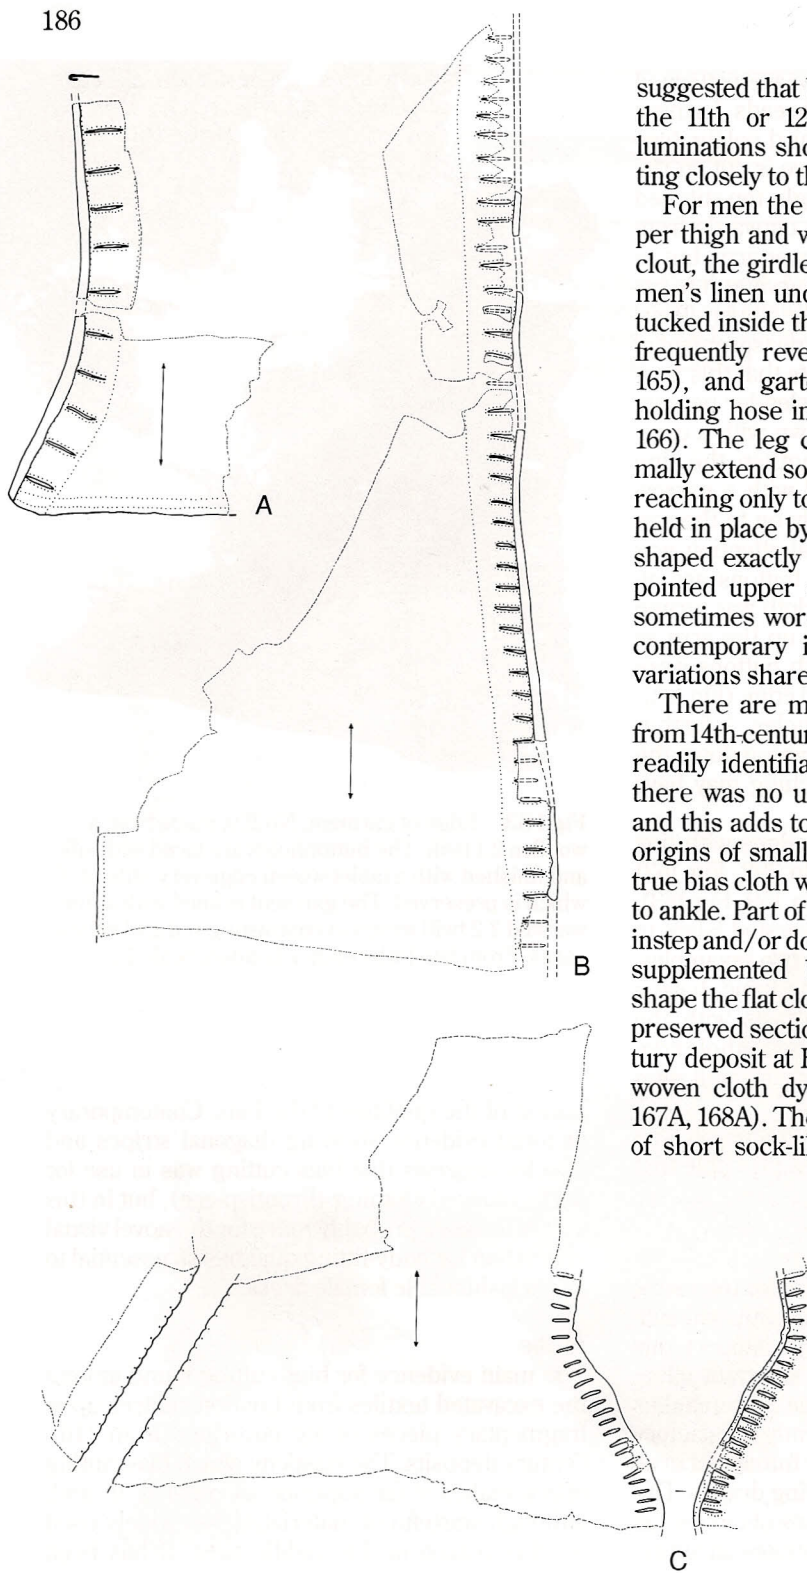 186
suggested that
the 11th or 12
luminations sho
ting closely to th
For men the
per thigh and w
clout, the girdle
men's linen und
tucked inside th
frequently reve
165), and gart
holding hose in
166). The leg c
mally extend so
reaching only to
held in place by
shaped exactly
pointed upper
sometimes wor
contemporary i
variations share
There are m
from 14th-centur
readily identifia
there was no u
and this adds to
origins of small
true bias cloth w
to ankle. Part of
instep and/or do
supplemented
shape the flat clo
preserved sectio
tury deposit at
woven cloth dy
167A, 168A). The
of short sock-li
A
B
C